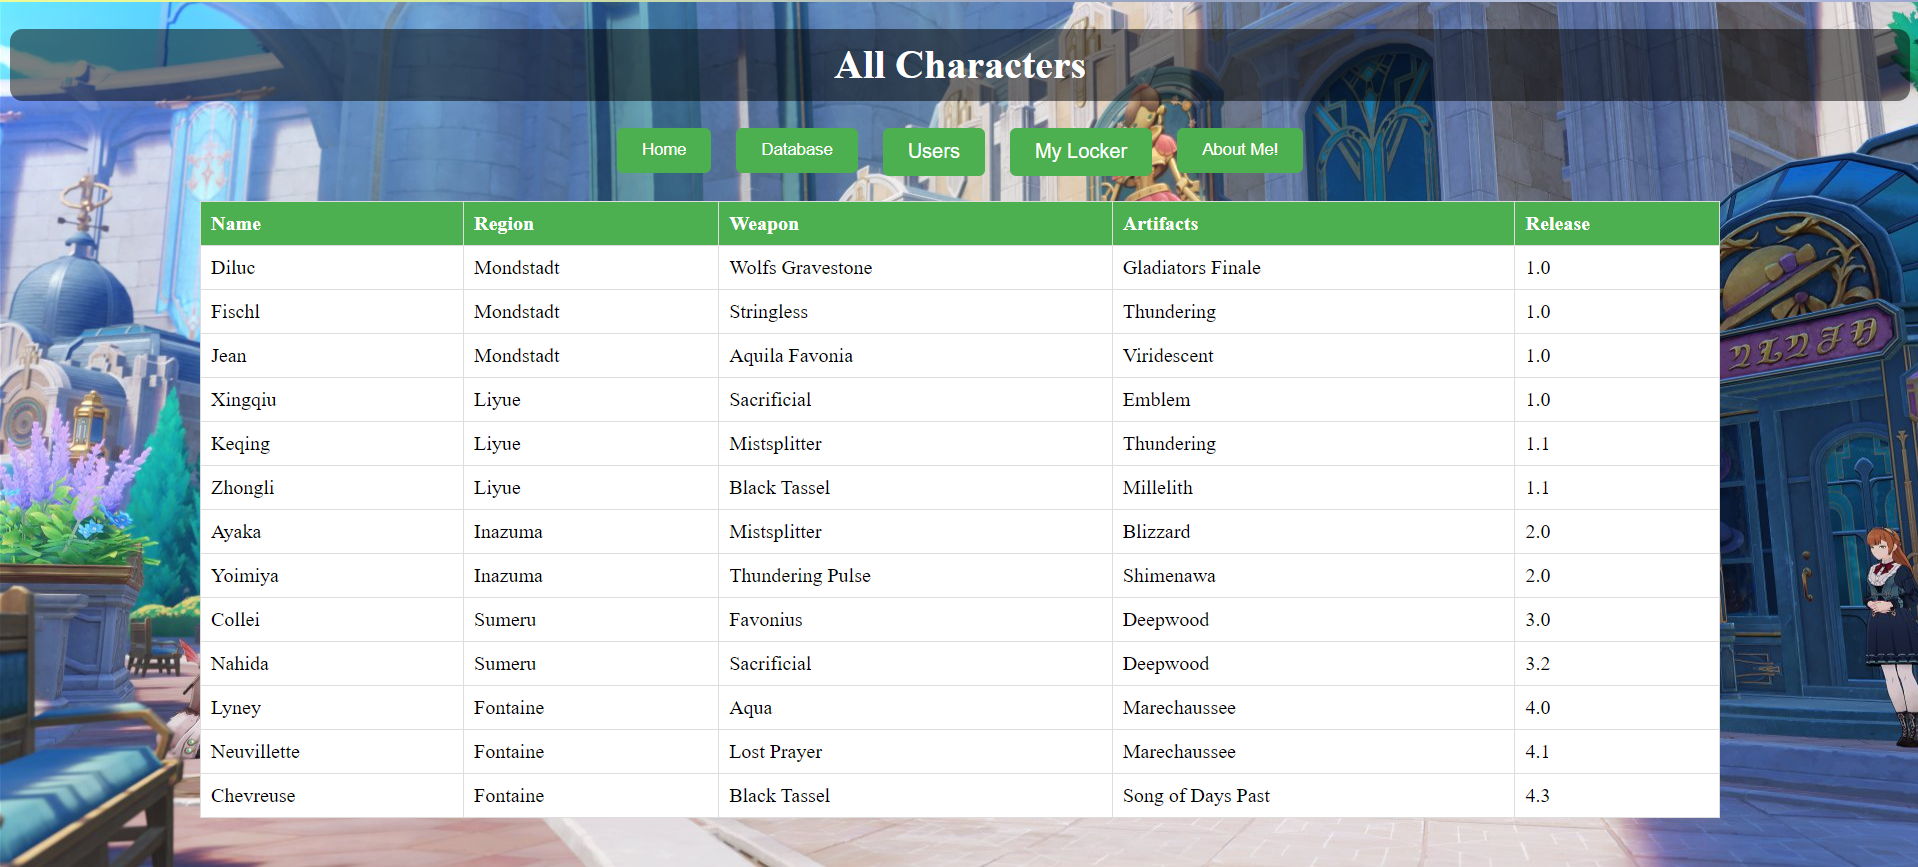 All Characters
Home Database Users My Locker About Me!
Name Region Weapon Artifacts Release
Diluc Mondstadt Wolfs Gravestone Gladiators Finale 1.0
Fischl Mondstadt Stringless Thundering 1.0
Jean Mondstadt Aquila Favonia Viridescent 1.0
Xingqiu Liyue Sacrificial Emblem 1.0
Keqing Liyue Mistsplitter Thundering 1.1
Zhongli Liyue Black Tassel Millelith 1.1
Ayaka Inazuma Mistsplitter Blizzard 2.0
Yoimiya Inazuma Thundering Pulse Shimenawa 2.0
Collei Sumeru Favonius Deepwood 3.0
Nahida Sumeru Sacrificial Deepwood 3.2
Lyney Fontaine Aqua Marechaussee 4.0
Neuvillette Fontaine Lost Prayer Marechaussee 4.1
Chevreuse Fontaine Black Tassel Song of Days Past 4.3